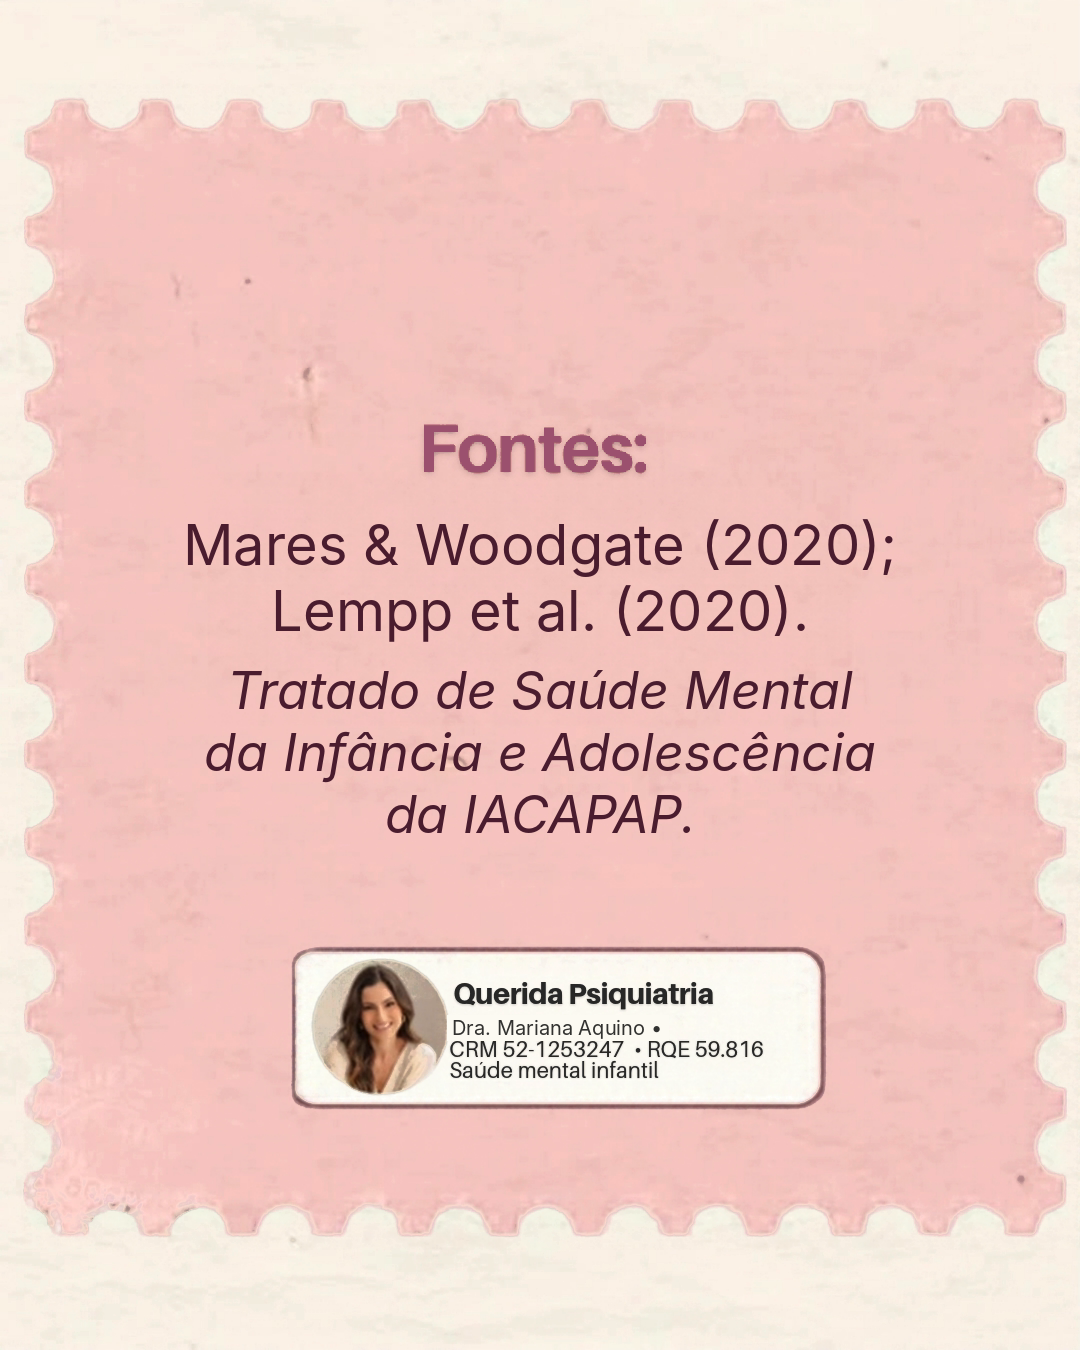 Fontes:
Mares & Woodgate (2020);
Lempp et al. (2020).
Tratado de Saúde Mental
da Infância e Adolescência
da IACAPAP.
Querida Psiquiatria
Dra. Mariana Aquino •
CRM 52-1253247 • RQE 59.816
Saúde mental infantil